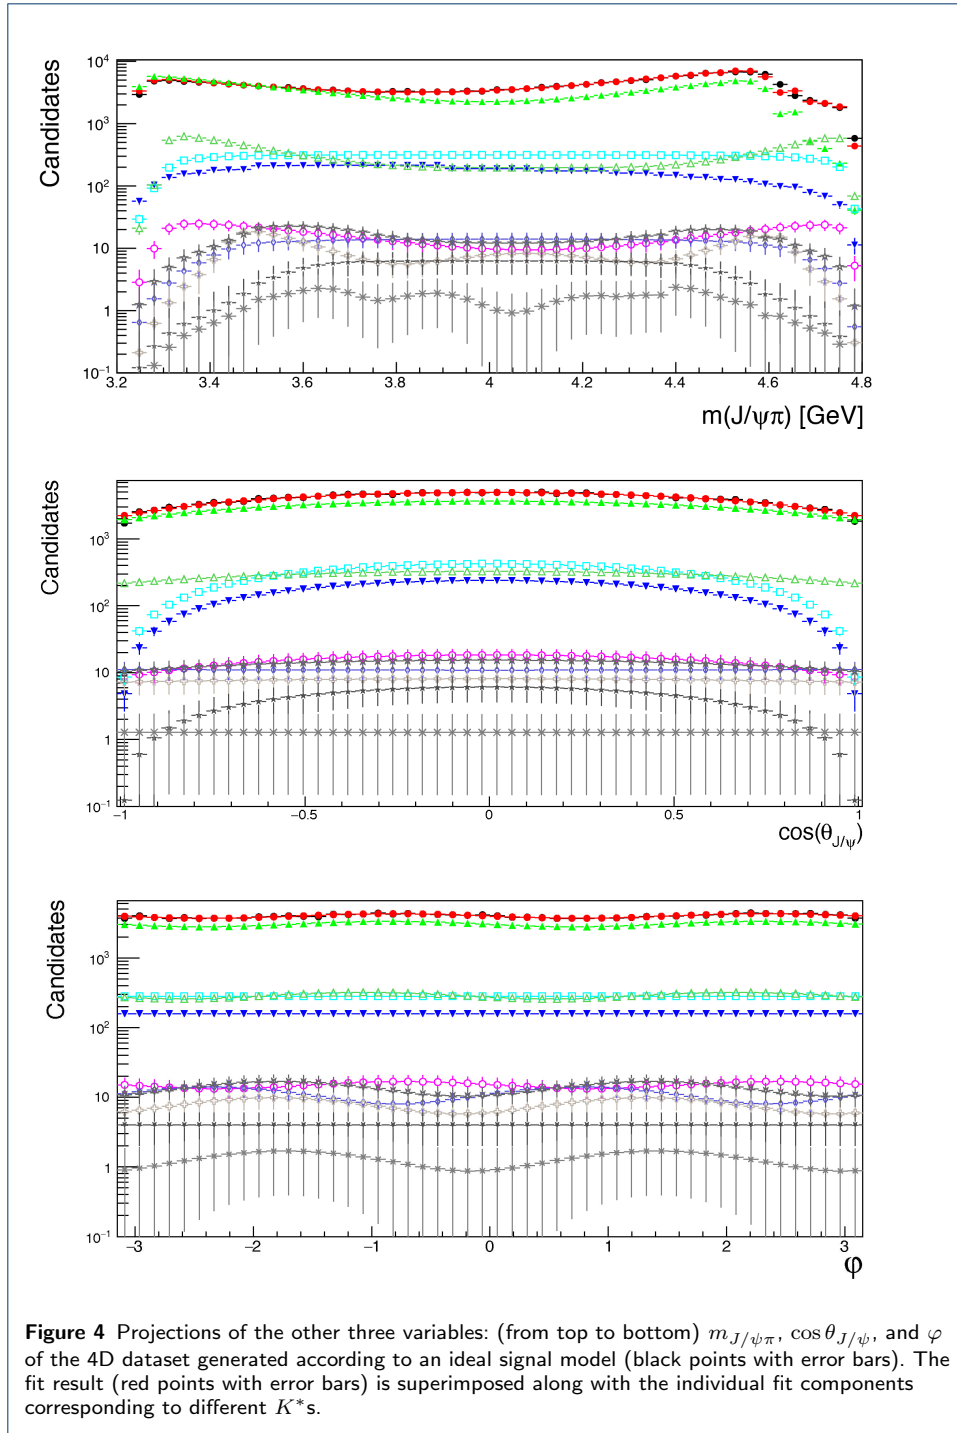 Candidates
10^4
10^3
10^2
10
1
10^−1
3.2 3.4 3.6 3.8 4 4.2 4.4 4.6 4.8
m(J/ψπ) [GeV]
Candidates
10^3
10^2
10
1
10^−1
−1 −0.5 0 0.5 1
cos(θ_J/ψ)
Candidates
10^3
10^2
10
1
10^−1
−3 −2 −1 0 1 2 3
φ
Figure 4 Projections of the other three variables: (from top to bottom) m_J/ψπ, cos θ_J/ψ, and φ
of the 4D dataset generated according to an ideal signal model (black points with error bars). The
fit result (red points with error bars) is superimposed along with the individual fit components
corresponding to different K*s.